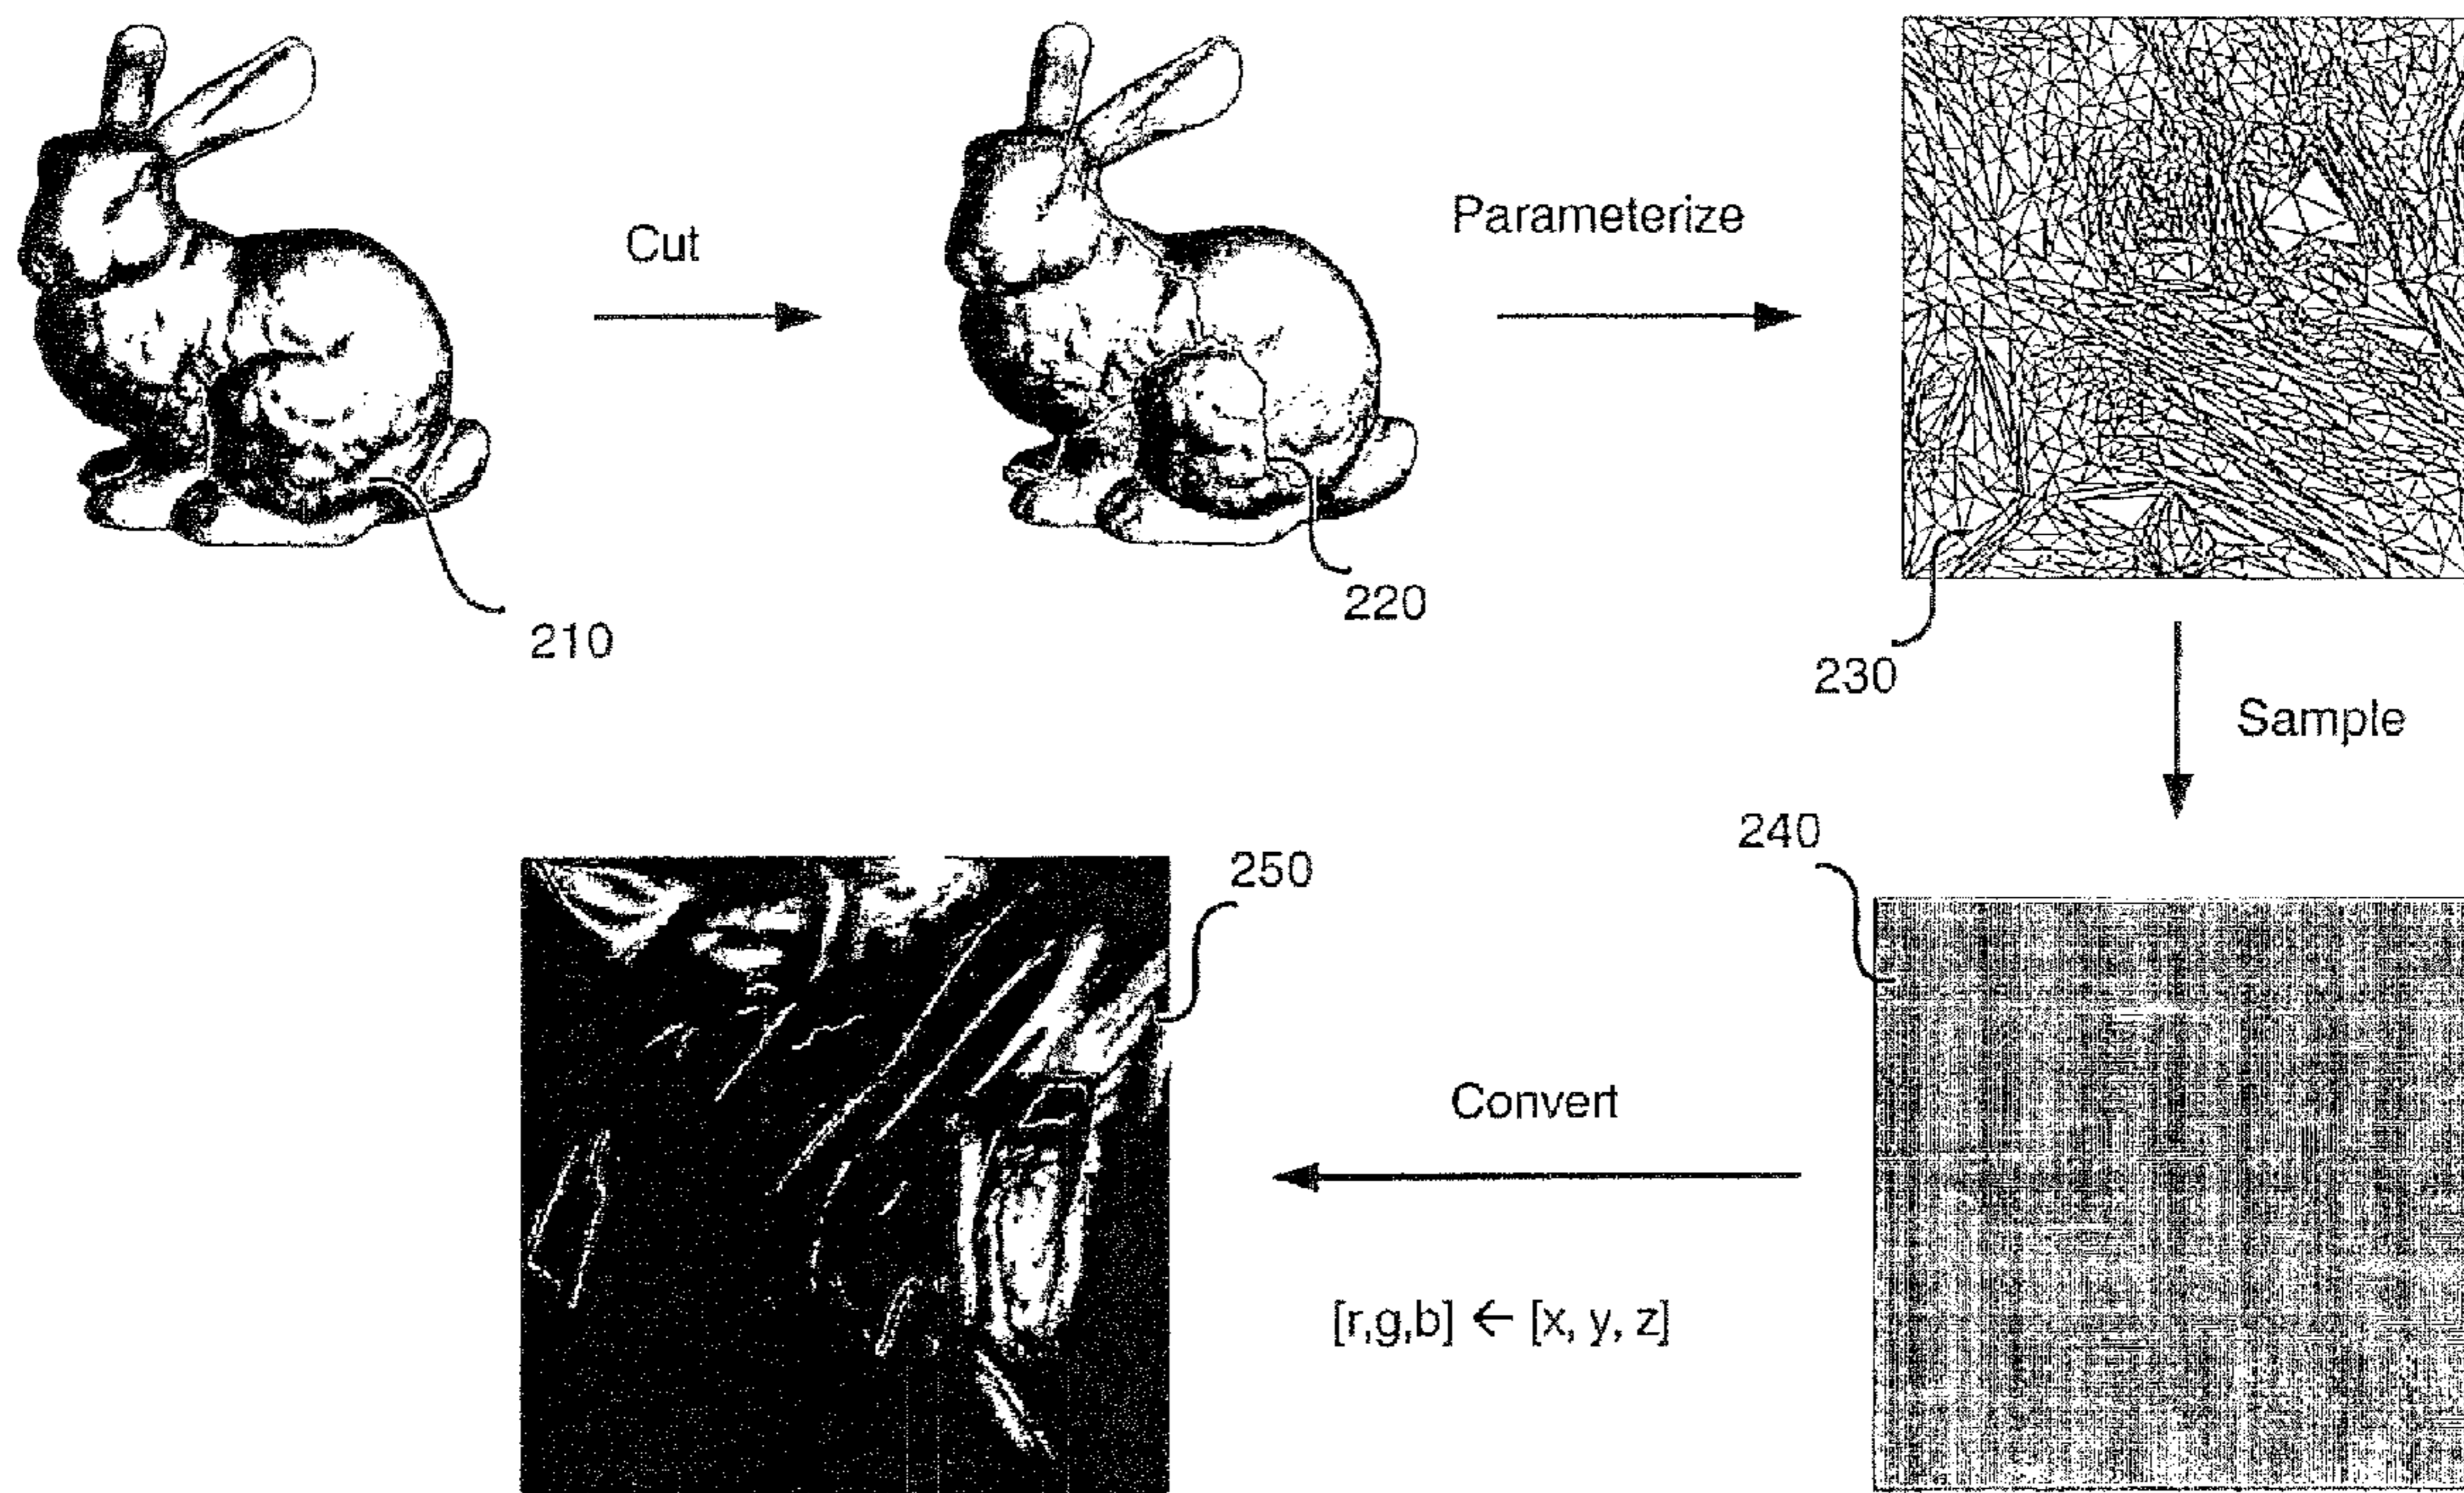 Cut
Parameterize
210
220
230
Sample
240
250
Convert
[r,g,b] ← [x, y, z]